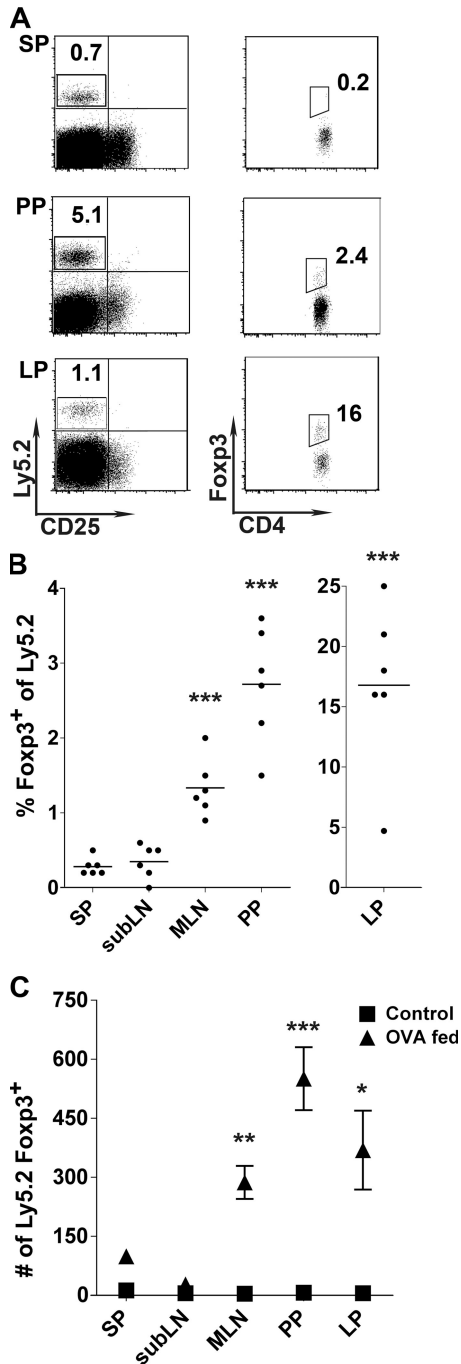 A
SP
0.7
0.2
PP
5.1
2.4
LP
1.1
16
Ly5.2
CD25
Foxp3
CD4
B
% Foxp3+ of Ly5.2
4
3
2
1
0
***
***
SP
subLN
MLN
PP
25
20
15
10
5
0
***
LP
C
# of Ly5.2 Foxp3+
750
600
450
300
150
0
Control
OVA fed
**
***
*
SP
subLN
MLN
PP
LP